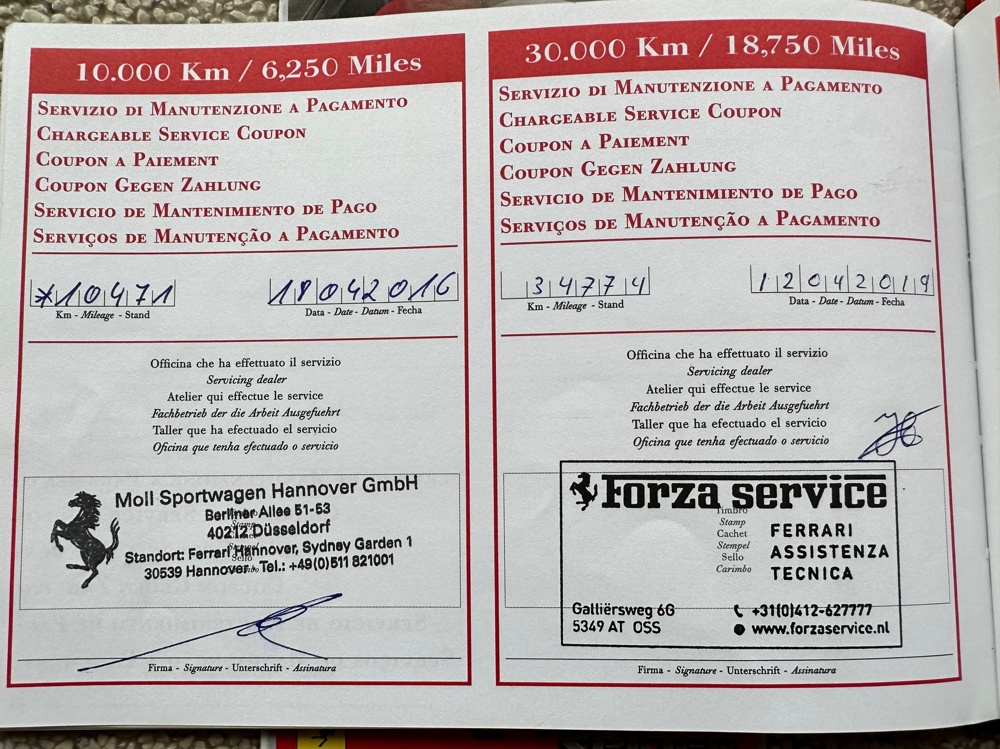 10.000 Km / 6,250 Miles
Servizio di Manutenzione a Pagamento
Chargeable Service Coupon
Coupon a Paiement
Coupon Gegen Zahlung
Servicio de Mantenimiento de Pago
Serviços de Manutenção a Pagamento
*10471 18042016
Km - Mileage - Stand Data - Date - Datum - Fecha
Officina che ha effettuato il servizio
Servicing dealer
Atelier qui effectue le service
Fachbetrieb der die Arbeit Ausgefuehrt
Taller que ha efectuado el servicio
Oficina que tenha efectuado o servicio
Moll Sportwagen Hannover GmbH
Berliner Allee 51-53
40212 Düsseldorf
Standort: Ferrari Hannover, Sydney Garden 1
30539 Hannover · Tel.: +49(0)511 821001
Firma - Signature - Unterschrift - Assinatura
30.000 Km / 18,750 Miles
Servizio di Manutenzione a Pagamento
Chargeable Service Coupon
Coupon a Paiement
Coupon Gegen Zahlung
Servicio de Mantenimiento de Pago
Serviços de Manutenção a Pagamento
34774 12042019
Km - Mileage - Stand Data - Date - Datum - Fecha
Officina che ha effettuato il servizio
Servicing dealer
Atelier qui effectue le service
Fachbetrieb der die Arbeit Ausgefuehrt
Taller que ha efectuado el servicio
Oficina que tenha efectuado o servicio
Forza service
Timbro
Stamp
Cachet
Stempel
Sello
Carimbo
FERRARI
ASSISTENZA
TECNICA
Galliërsweg 6G +31(0)412-627777
5349 AT OSS www.forzaservice.nl
Firma - Signature - Unterschrift - Assinatura